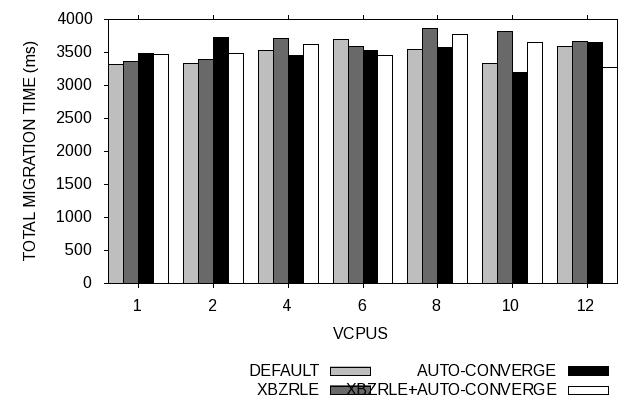 TOTAL MIGRATION TIME (ms)
4000
3500
3000
2500
2000
1500
1000
500
0
1 2 4 6 8 10 12
VCPUS
DEFAULT AUTO-CONVERGE
XBZRLE XBZRLE+AUTO-CONVERGE